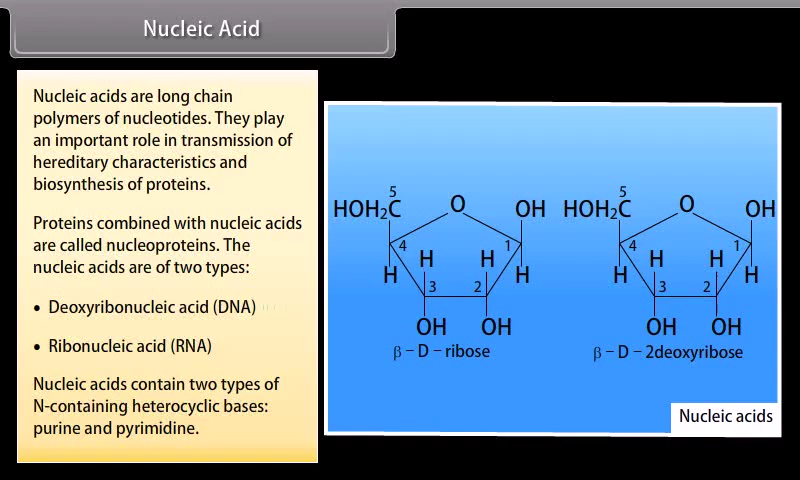 Nucleic Acid
Nucleic acids are long chain
polymers of nucleotides. They play
an important role in transmission of
hereditary characteristics and
biosynthesis of proteins.
Proteins combined with nucleic acids
are called nucleoproteins. The
nucleic acids are of two types:
• Deoxyribonucleic acid (DNA)
• Ribonucleic acid (RNA)
Nucleic acids contain two types of
N-containing heterocyclic bases:
purine and pyrimidine.
5
HOH₂C O OH
4 1
H H H H
3 2
OH OH
β – D – ribose
5
HOH₂C O OH
4 1
H H H H
3 2
OH OH
β – D – 2deoxyribose
Nucleic acids